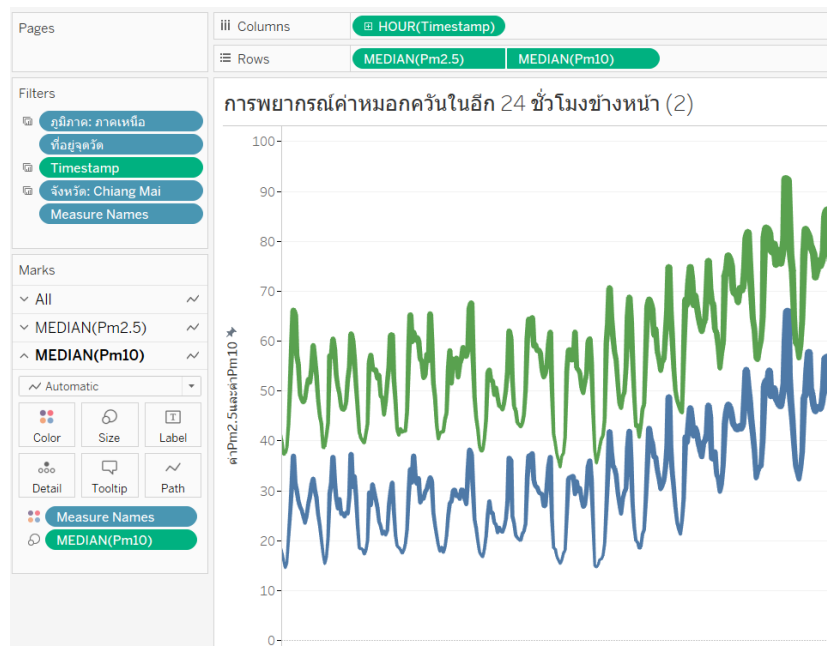 Pages
iii Columns
HOUR(Timestamp)
Rows
MEDIAN(Pm2.5)
MEDIAN(Pm10)
Filters
ภูมิภาค: ภาคเหนือ
ที่อยู่จุดวัด
Timestamp
จังหวัด: Chiang Mai
Measure Names
Marks
All
MEDIAN(Pm2.5)
MEDIAN(Pm10)
Automatic
Color
Size
Label
Detail
Tooltip
Path
Measure Names
MEDIAN(Pm10)
การพยากรณ์ค่าหมอกควันในอีก 24 ชั่วโมงข้างหน้า (2)
ค่าPm2.5และค่าPm10
100
90
80
70
60
50
40
30
20
10
0